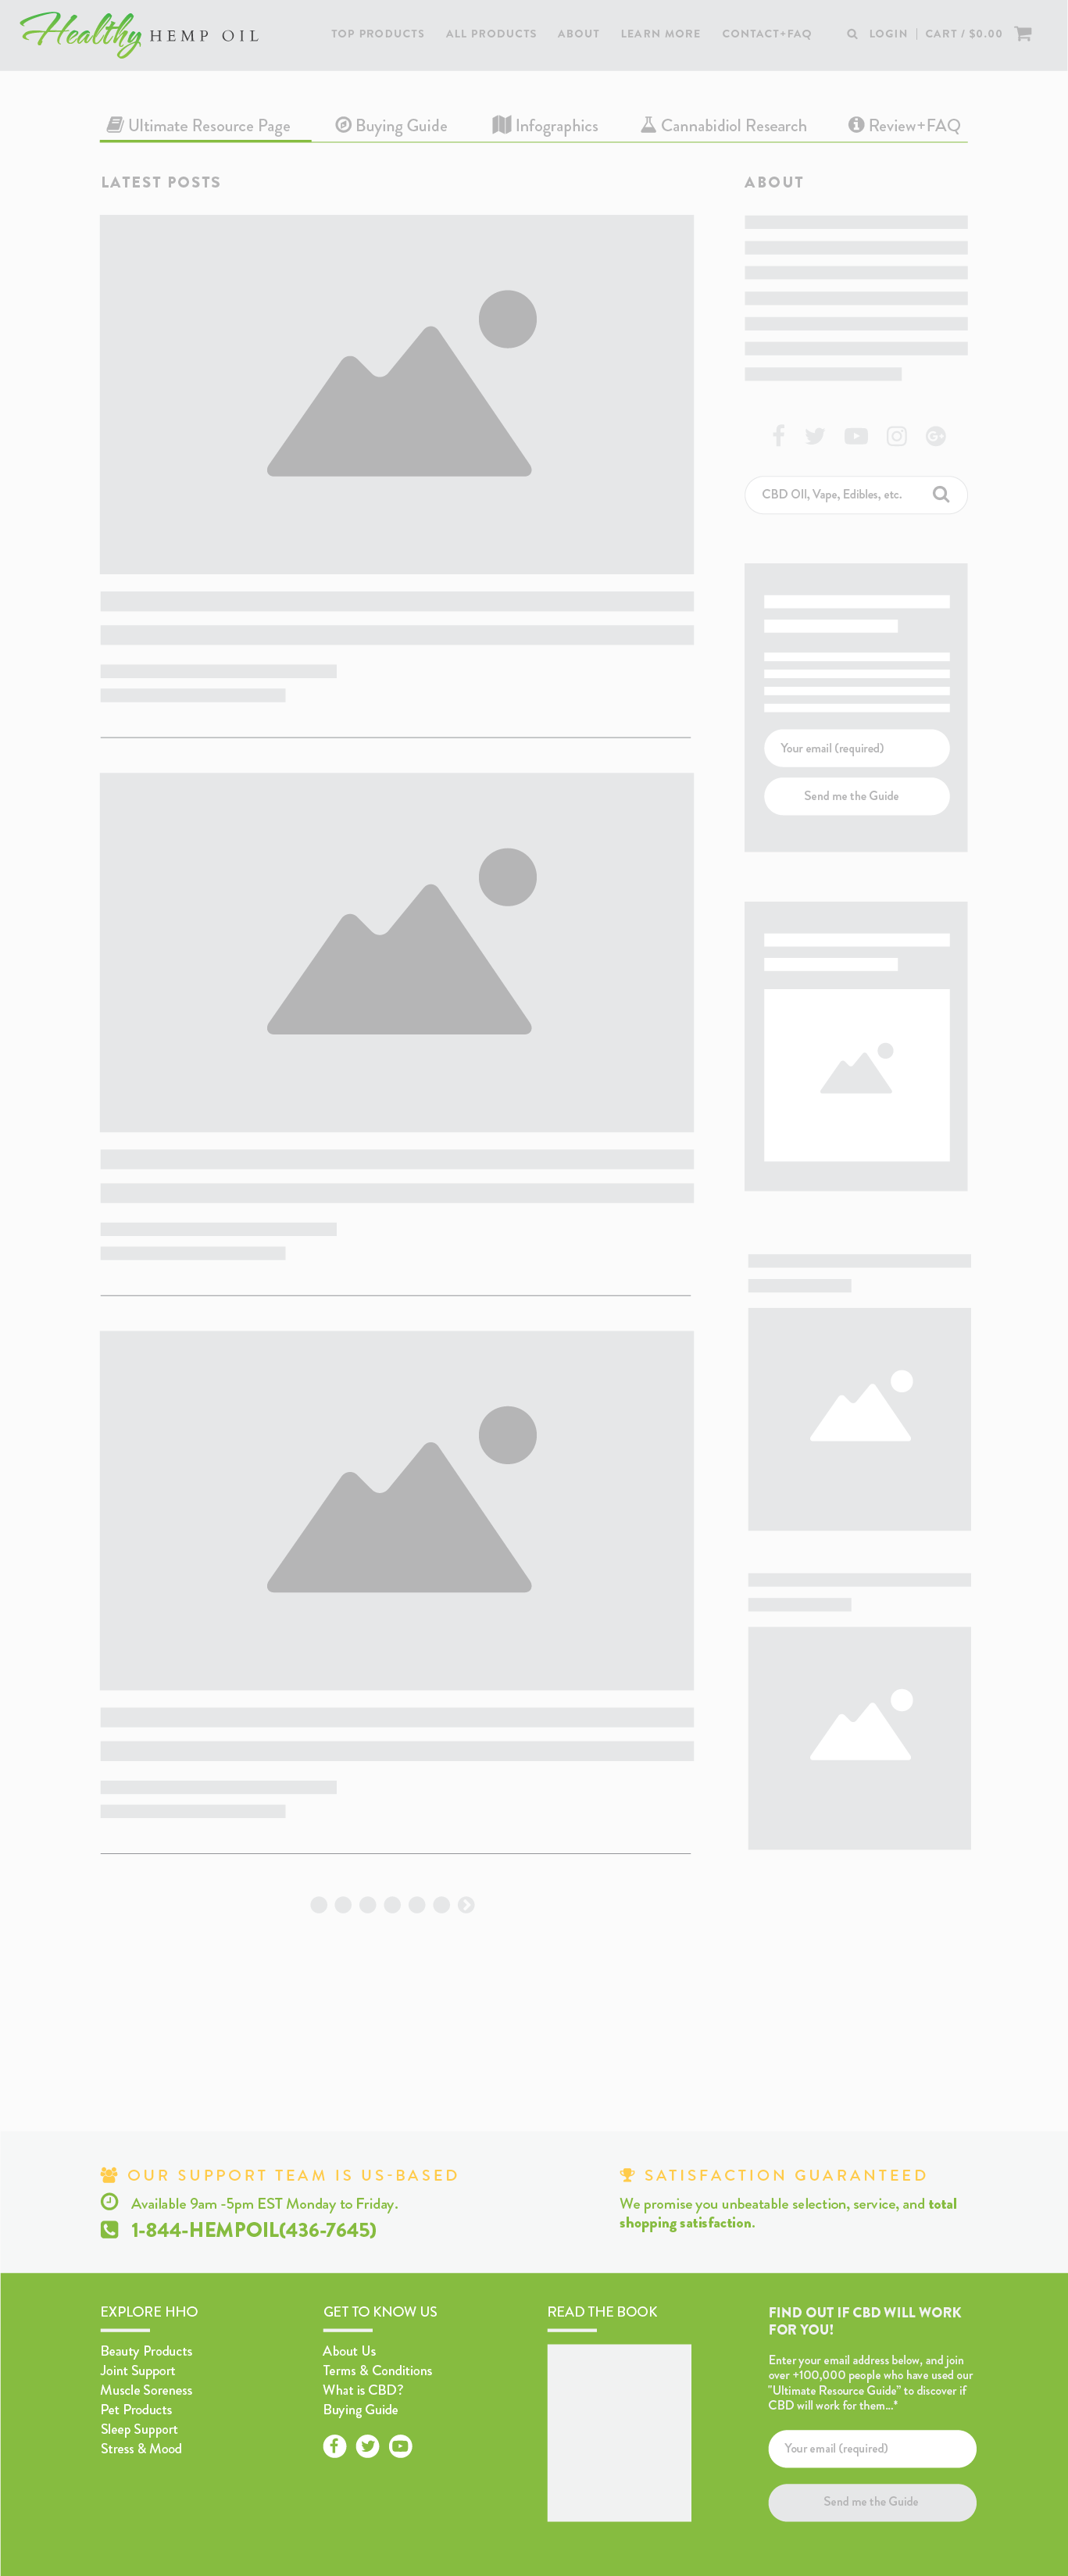 Healthy HEMP OIL
TOP PRODUCTS ALL PRODUCTS ABOUT LEARN MORE CONTACT+FAQ LOGIN CART / $0.00
Ultimate Resource Page Buying Guide Infographics Cannabidiol Research Review+FAQ
LATEST POSTS
ABOUT
CBD OIl, Vape, Edibles, etc.
Your email (required)
Send me the Guide
OUR SUPPORT TEAM IS US-BASED
Available 9am -5pm EST Monday to Friday.
1-844-HEMPOIL(436-7645)
SATISFACTION GUARANTEED
We promise you unbeatable selection, service, and total
shopping satisfaction.
EXPLORE HHO
Beauty Products
Joint Support
Muscle Soreness
Pet Products
Sleep Support
Stress & Mood
GET TO KNOW US
About Us
Terms & Conditions
What is CBD?
Buying Guide
READ THE BOOK
FIND OUT IF CBD WILL WORK
FOR YOU!
Enter your email address below, and join
over +100,000 people who have used our
"Ultimate Resource Guide” to discover if
CBD will work for them...*
Your email (required)
Send me the Guide